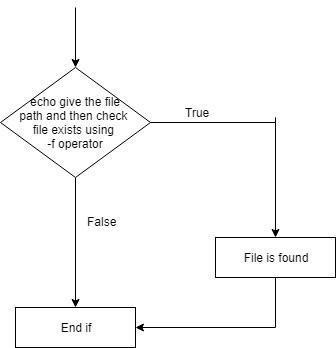 echo give the file
path and then check
file exists using
-f operator
True
False
File is found
End if